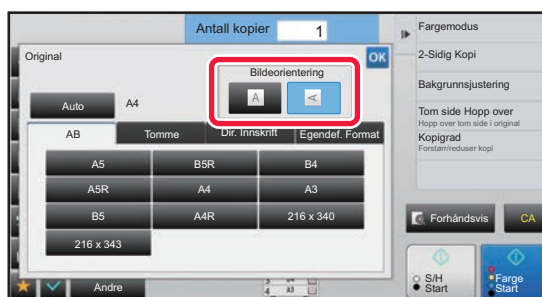 Antall kopier 1
Original
OK
Bildeorientering
A A
Auto A4
AB Tomme Dir. Innskrift Egendef. Format
A5 B5R B4
A5R A4 A3
B5 A4R 216 x 340
216 x 343
Andre
Fargemodus
2-Sidig Kopi
Bakgrunnsjustering
Tom side Hopp over
Hopp over tom side i original
Kopigrad
Forstørr/reduser kopi
Forhåndsvis CA
S/H
Start
Farge
Start